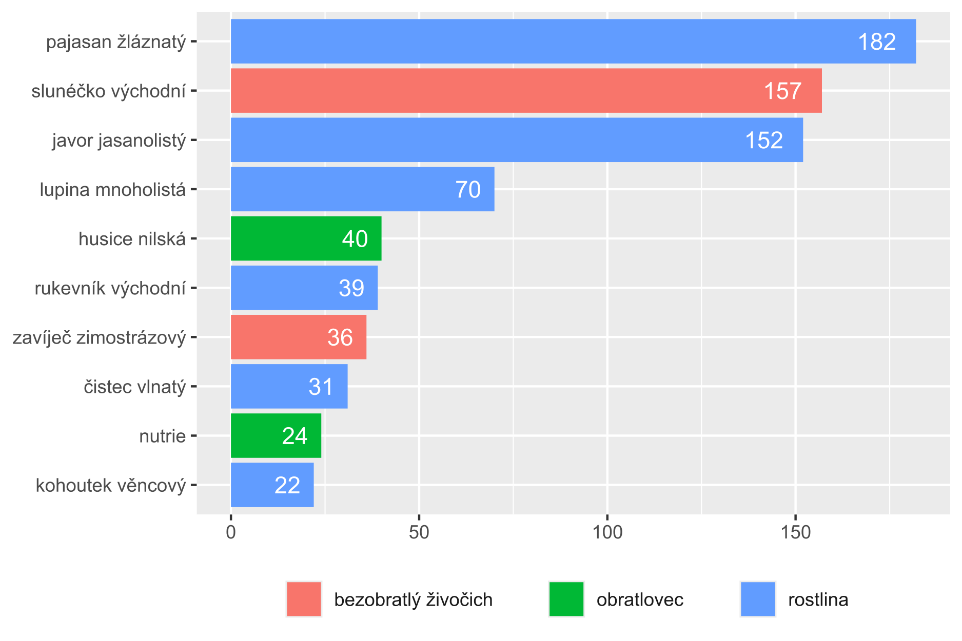 pajasan žláznatý 182
slunéčko východní 157
javor jasanolistý 152
lupina mnoholistá 70
husice nilská 40
rukevník východní 39
zavíječ zimostrázový 36
čistec vlnatý 31
nutrie 24
kohoutek věncový 22
0 50 100 150
bezobratlý živočich obratlovec rostlina